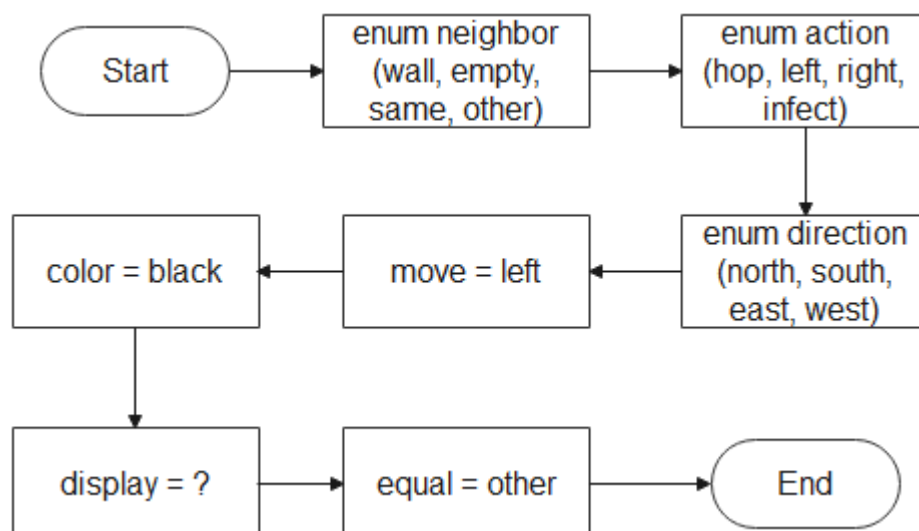 Start
enum neighbor
(wall, empty,
same, other)
enum action
(hop, left, right,
infect)
enum direction
(north, south,
east, west)
move = left
color = black
display = ?
equal = other
End